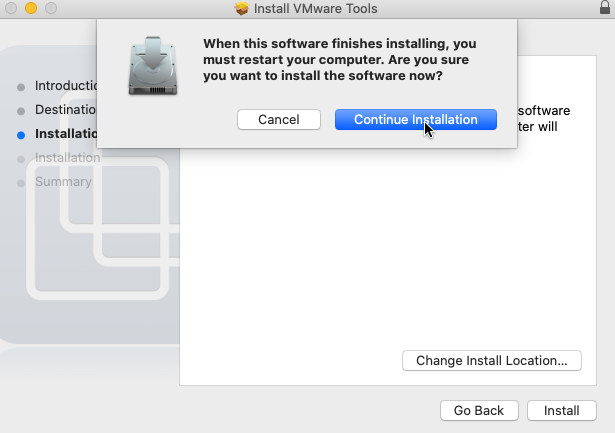 Install VMware Tools
When this software finishes installing, you
must restart your computer. Are you sure
you want to install the software now?
Cancel
Continue Installation
Introductic
Destinatio
Installatio
Installation
Summary
software
ter will
Change Install Location...
Go Back
Install